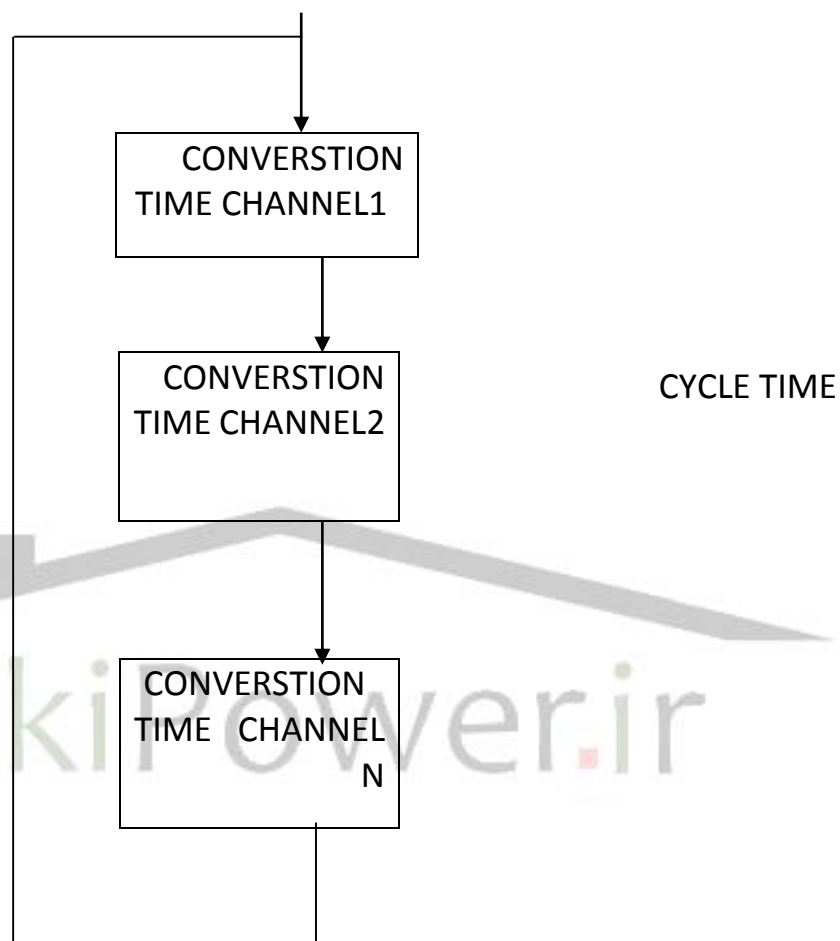 CONVERSTION
TIME CHANNEL1
CONVERSTION
TIME CHANNEL2
CYCLE TIME
CONVERSTION
TIME CHANNEL
N
kiPower.ir